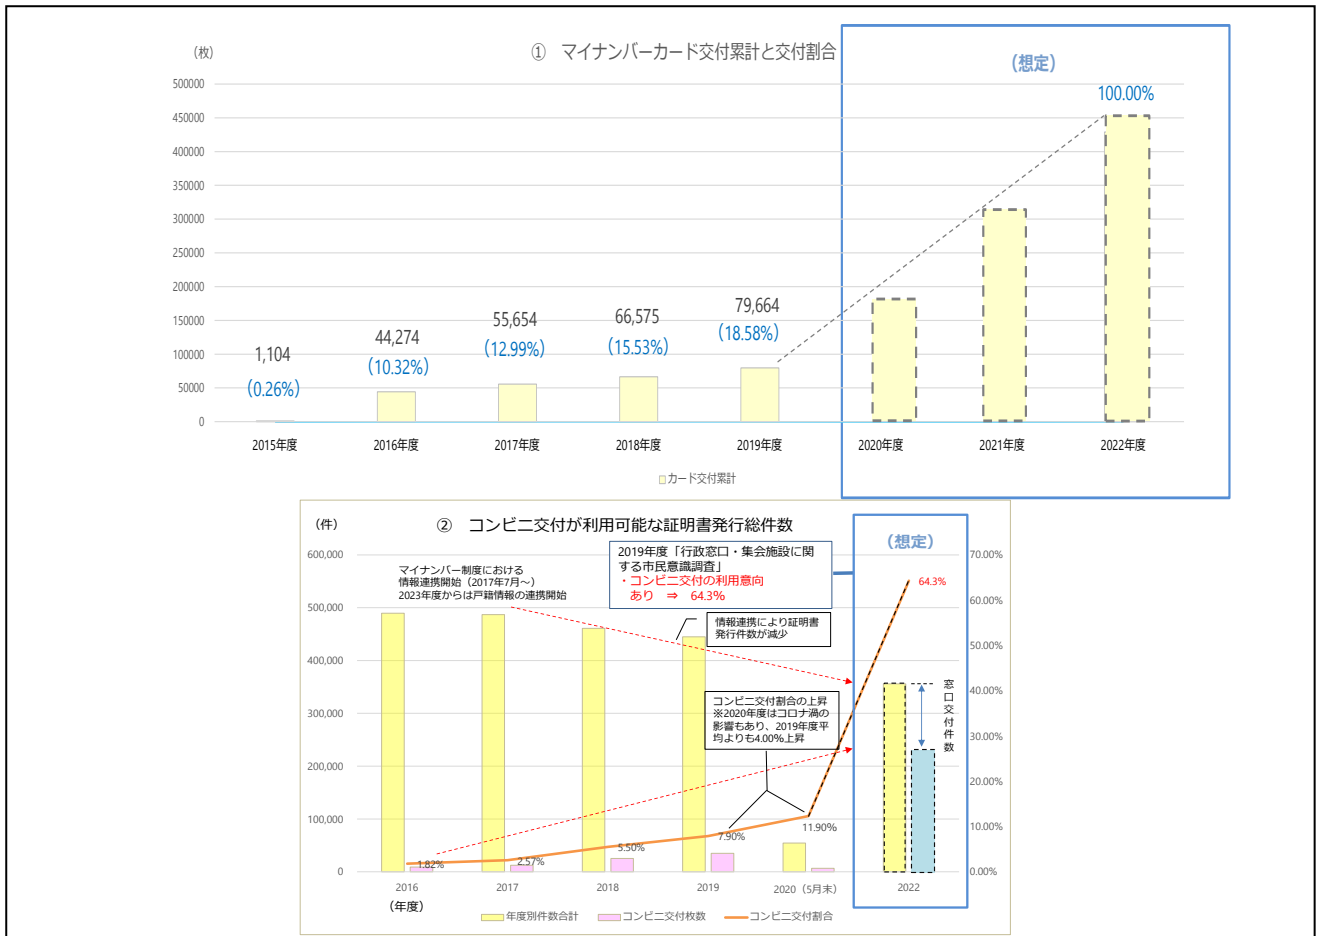 ① マイナンバーカード交付累計と交付割合
（枚）
（想定）
500000
450000
400000
350000
300000
250000
200000
150000
100000
50000
0
1,104
（0.26%）
44,274
（10.32%）
55,654
（12.99%）
66,575
（15.53%）
79,664
（18.58%）
100.00%
2015年度
2016年度
2017年度
2018年度
2019年度
2020年度
2021年度
2022年度
カード交付累計
（件）
② コンビニ交付が利用可能な証明書発行総件数
（想定）
600,000
500,000
400,000
300,000
200,000
100,000
0
70.00%
60.00%
50.00%
40.00%
30.00%
20.00%
10.00%
0.00%
マイナンバー制度における
情報連携開始（2017年7月～）
2023年度からは戸籍情報の連携開始
2019年度「行政窓口・集会施設に関
する市民意識調査」
・コンビニ交付の利用意向
あり ⇒ 64.3%
情報連携により証明書
発行件数が減少
コンビニ交付割合の上昇
※2020年度はコロナ渦の
影響もあり、2019年度平
均よりも4.00%上昇
64.3%
窓口交付件数
1.82%
2.57%
5.50%
7.90%
11.90%
2016
2017
2018
2019
2020（5月末）
2022
（年度）
年度別件数合計
コンビニ交付枚数
コンビニ交付割合